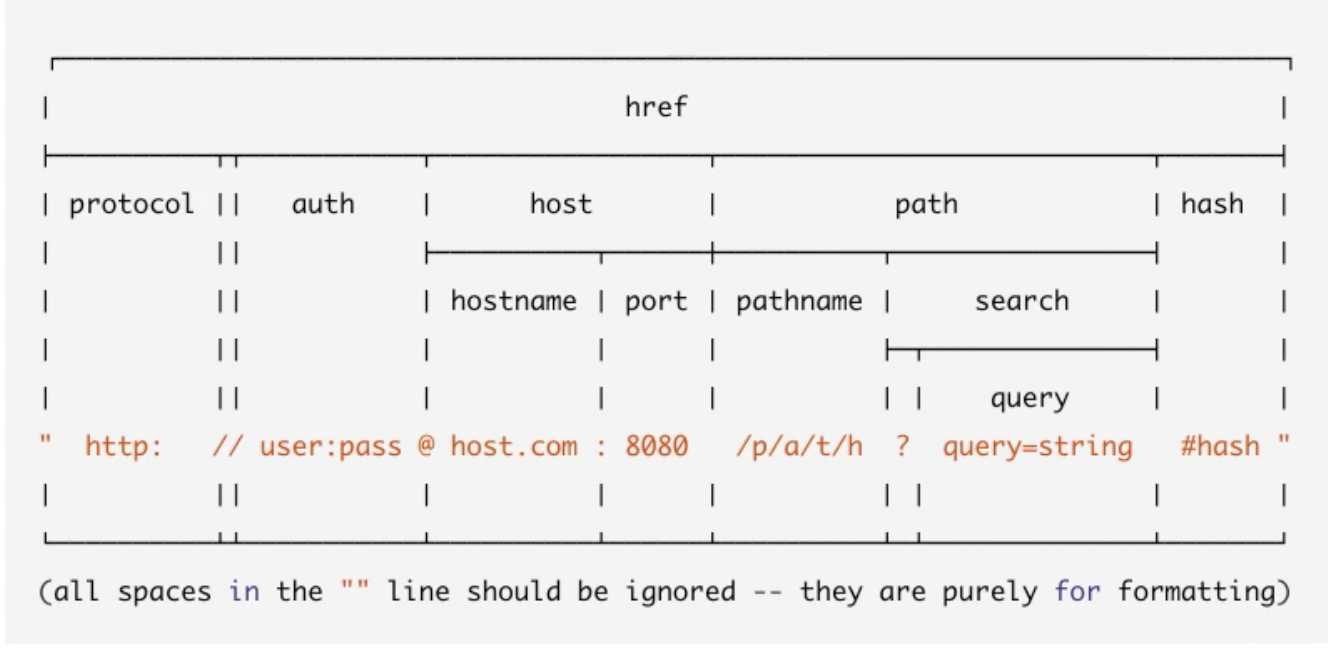 href
protocol auth host path hash
hostname port pathname search
query
" http: // user:pass @ host.com : 8080 /p/a/t/h ? query=string #hash "
(all spaces in the "" line should be ignored -- they are purely for formatting)